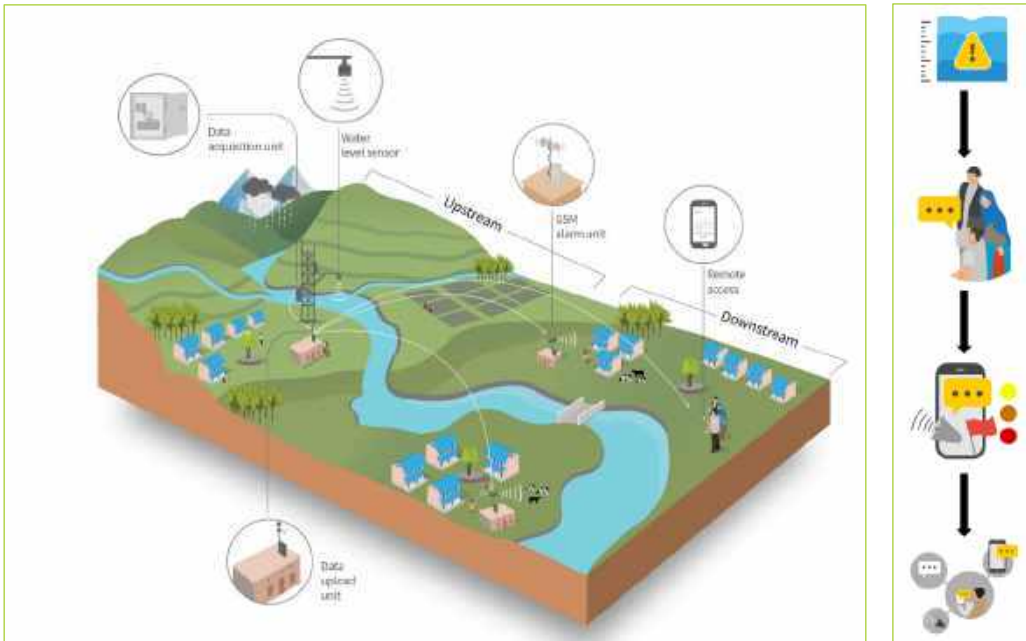 Data
acquisition unit
Water
level sensor
Upstream
GSM
alarm unit
Remote
access
Downstream
Data
upload
unit